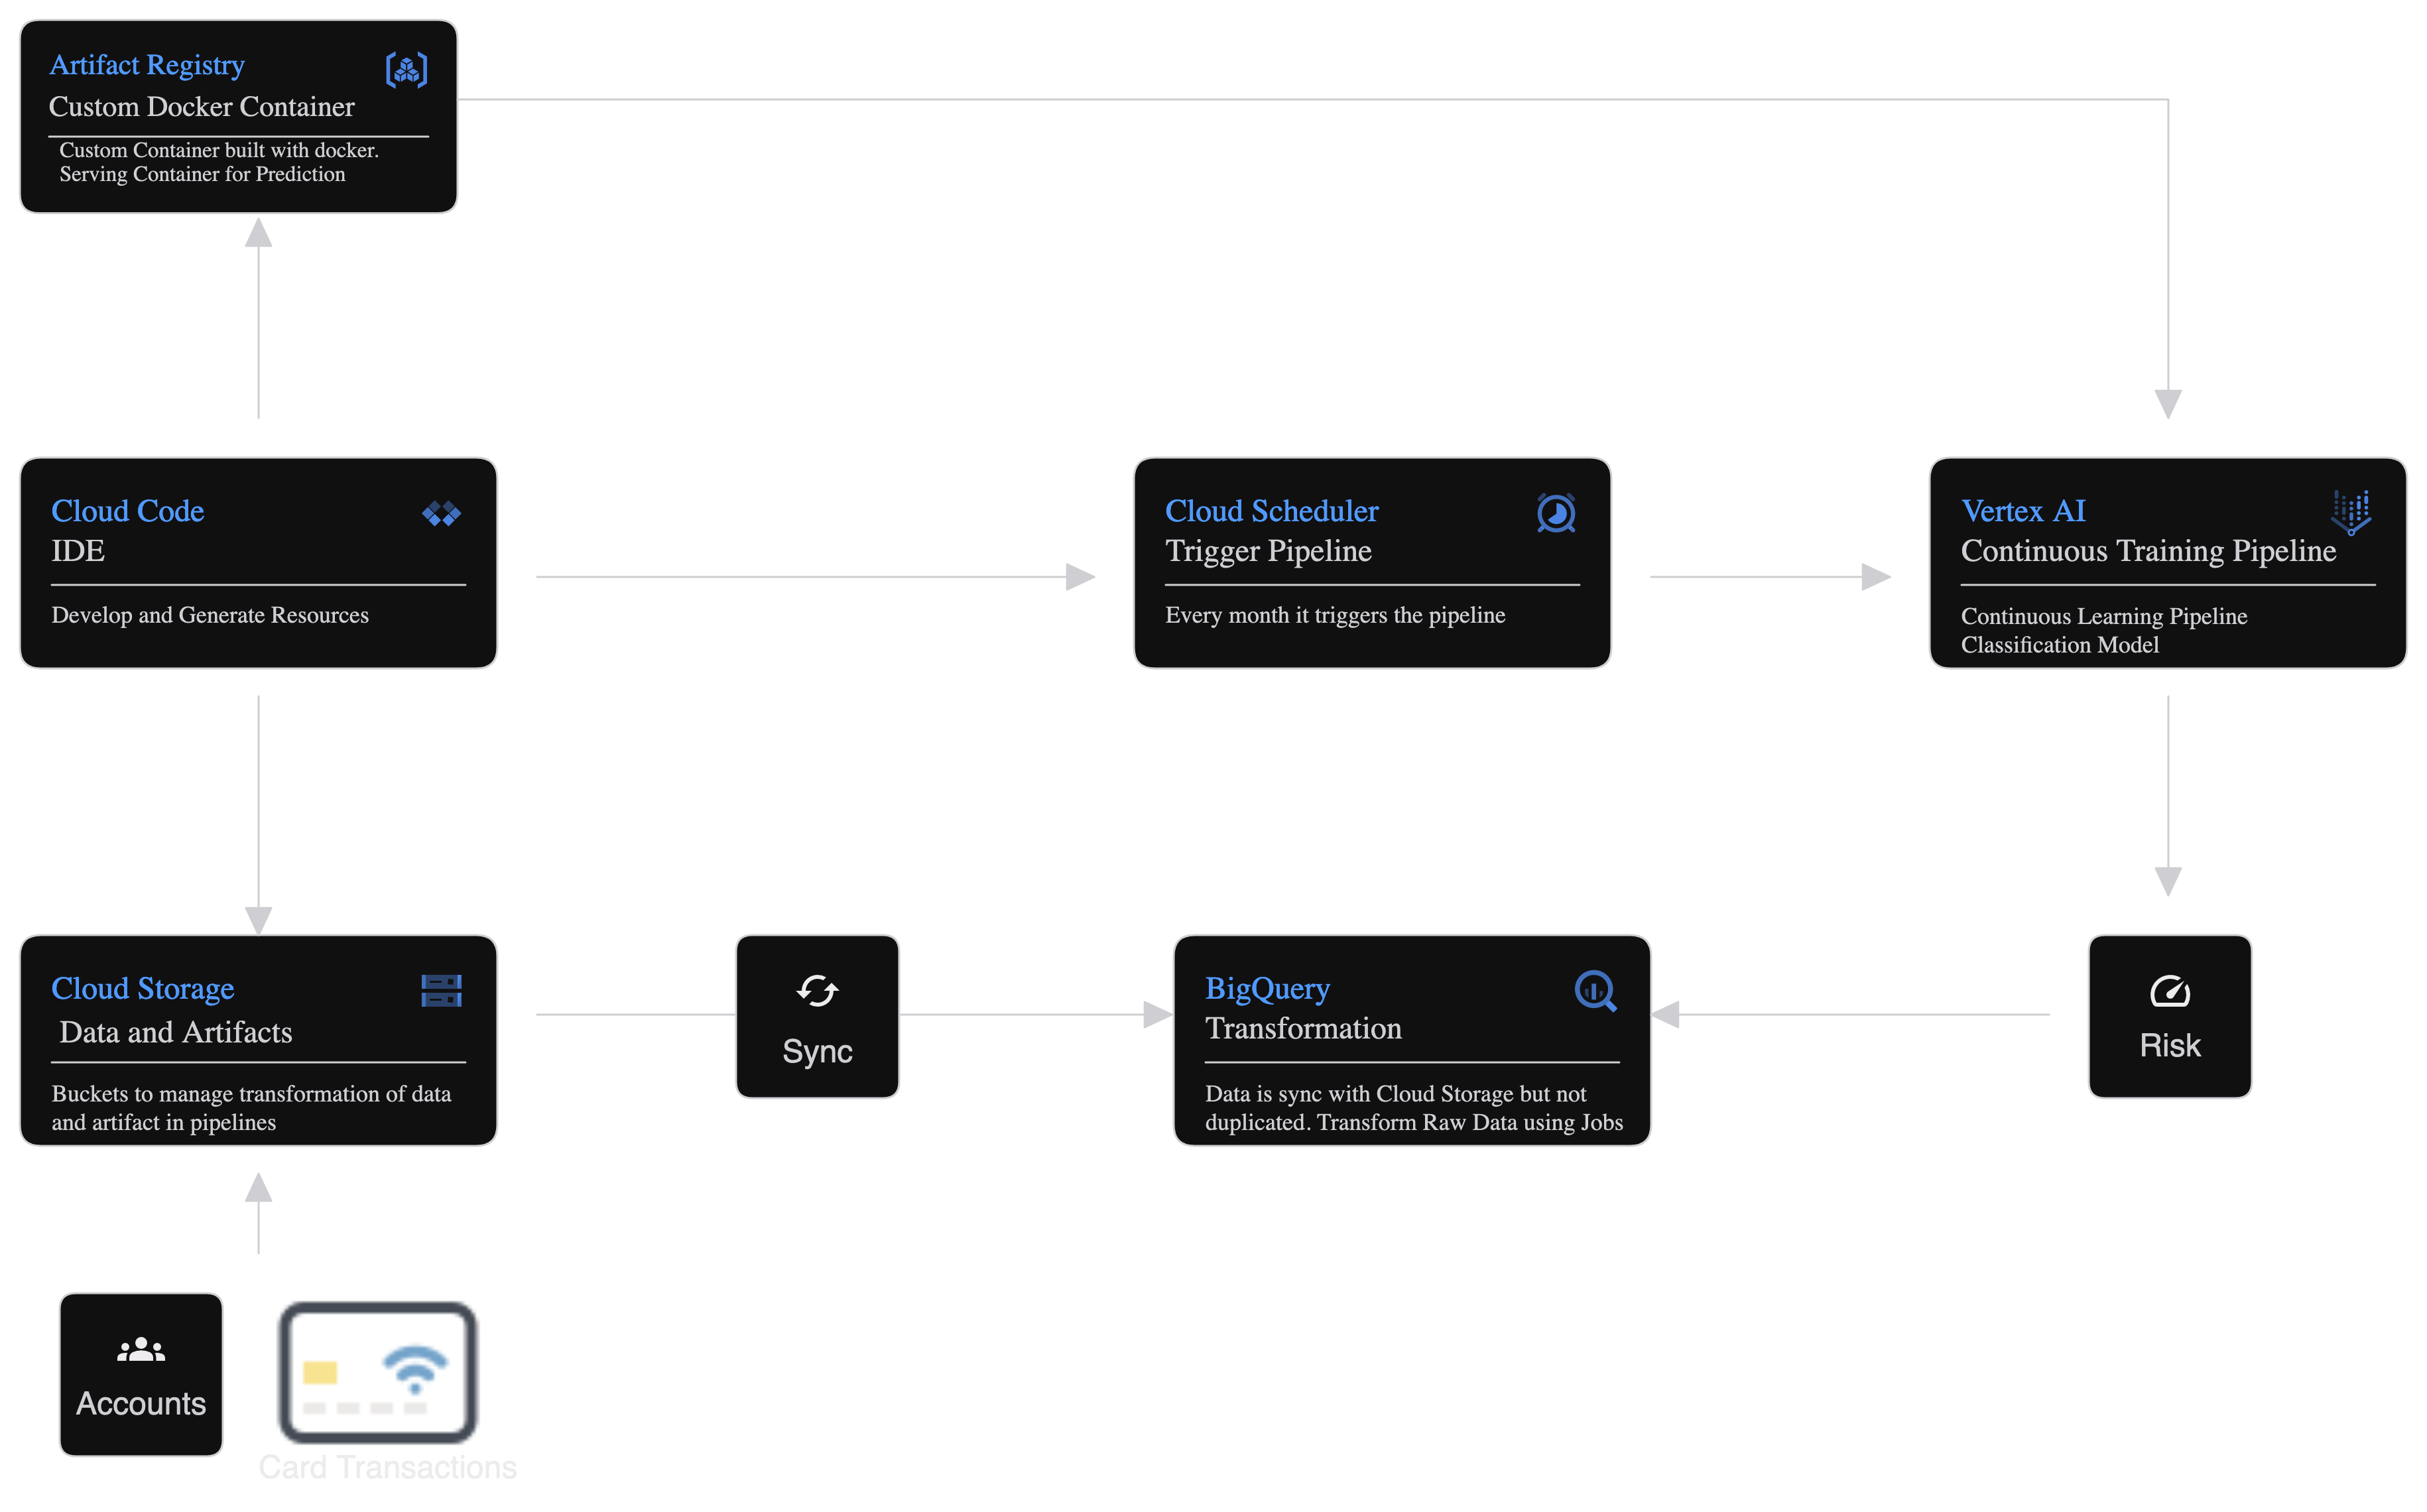 Artifact Registry
Custom Docker Container
Custom Container built with docker.
Serving Container for Prediction
Cloud Code
IDE
Develop and Generate Resources
Cloud Scheduler
Trigger Pipeline
Every month it triggers the pipeline
Vertex AI
Continuous Training Pipeline
Continuous Learning Pipeline
Classification Model
Cloud Storage
Data and Artifacts
Buckets to manage transformation of data
and artifact in pipelines
Sync
BigQuery
Transformation
Data is sync with Cloud Storage but not
duplicated. Transform Raw Data using Jobs
Risk
Accounts
Card Transactions